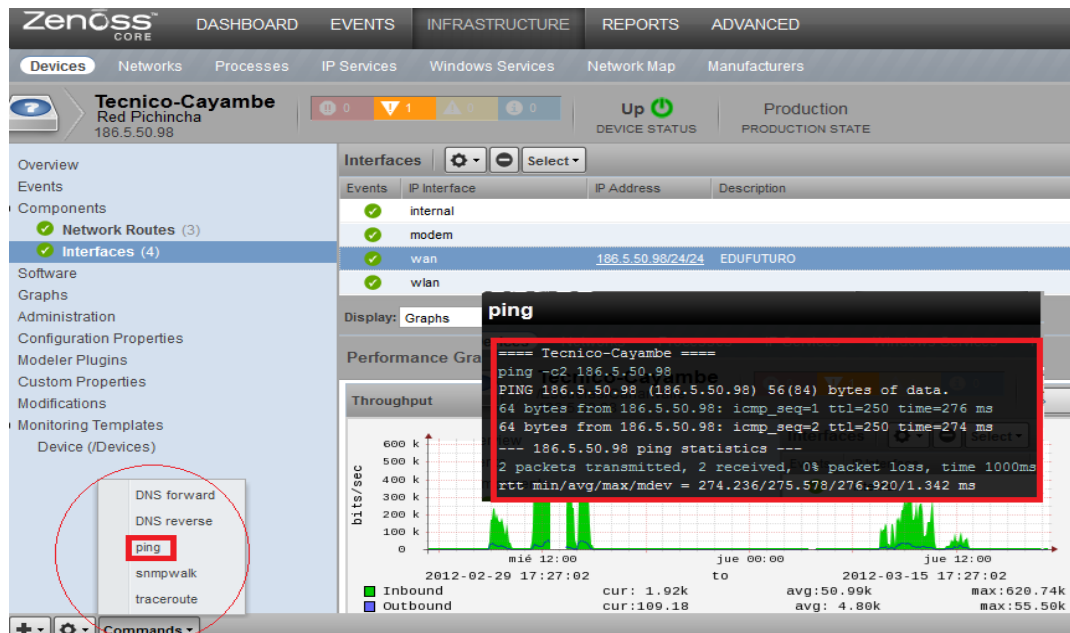 Zenoss CORE
DASHBOARD EVENTS INFRASTRUCTURE REPORTS ADVANCED
Devices Networks Processes IP Services Windows Services Network Map Manufacturers
Tecnico-Cayambe
Red Pichincha
186.5.50.98
0 1 0 0
Up
DEVICE STATUS
Production
PRODUCTION STATE
Overview
Events
Components
Network Routes (3)
Interfaces (4)
Software
Graphs
Administration
Configuration Properties
Modeler Plugins
Custom Properties
Modifications
Monitoring Templates
Device (/Devices)
DNS forward
DNS reverse
ping
snmpwalk
traceroute
Commands
Interfaces Select
Events IP Interface IP Address Description
internal
modem
wan 186.5.50.98/24/24 EDUFUTURO
wlan
Display: Graphs
Performance Gra
Throughput
ping
==== Tecnico-Cayambe ====
ping -c2 186.5.50.98
PING 186.5.50.98 (186.5.50.98) 56(84) bytes of data.
64 bytes from 186.5.50.98: icmp_seq=1 ttl=250 time=276 ms
64 bytes from 186.5.50.98: icmp_seq=2 ttl=250 time=274 ms
--- 186.5.50.98 ping statistics ---
2 packets transmitted, 2 received, 0% packet loss, time 1000ms
rtt min/avg/max/mdev = 274.236/275.578/276.920/1.342 ms
bits/sec
600 k
500 k
400 k
300 k
200 k
100 k
0
mié 12:00 jue 00:00 jue 12:00
2012-02-29 17:27:02 to 2012-03-15 17:27:02
Inbound cur: 1.92k avg:50.99k max:620.74k
Outbound cur:109.18 avg: 4.80k max:55.50k